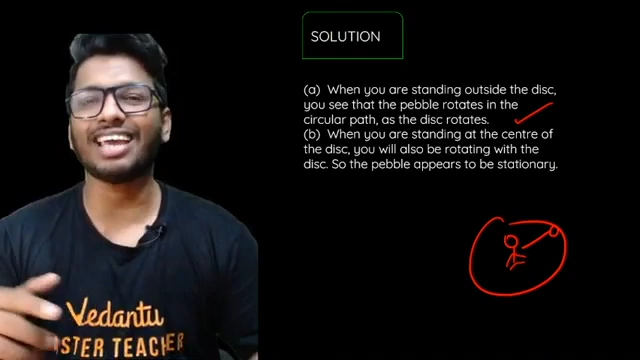 SOLUTION
(a) When you are standing outside the disc,
you see that the pebble rotates in the
circular path, as the disc rotates.
(b) When you are standing at the centre of
the disc, you will also be rotating with the
disc. So the pebble appears to be stationary.
Vedantu
STER TEACHER